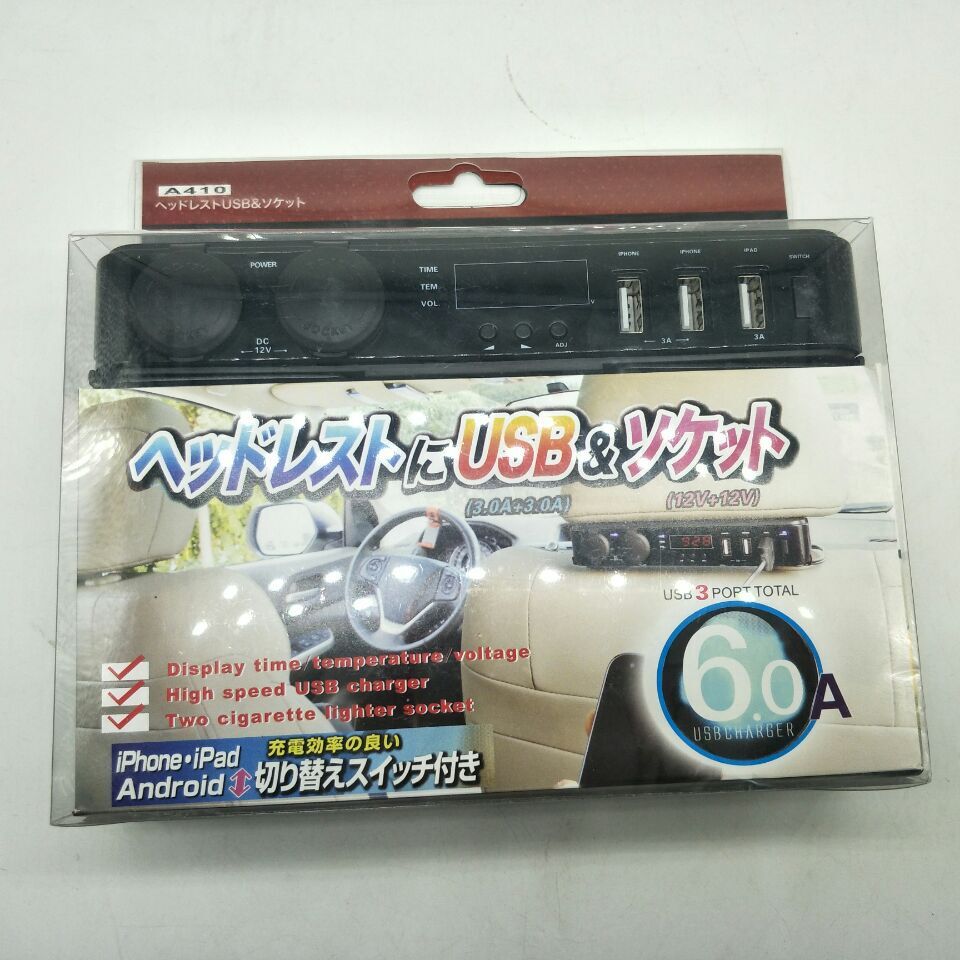 A410
ヘッドレストUSB&ソケット
POWER
DC
12V
SOCKET
TIME
TEM
VOL
V
ADJ
IPHONE
IPHONE
IPAD
SWITCH
3A
3A
ヘッドレストにUSB&ソケット
(3.0A+3.0A)
(12V+12V)
928
USB 3 PORT TOTAL
6.0A
USB CHARGER
Display time/temperature/voltage
High speed USB charger
Two cigarette lighter socket
iPhone・iPad
Android
充電効率の良い
切り替えスイッチ付き